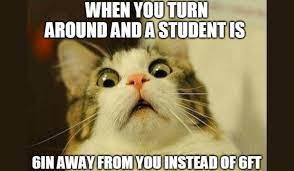 WHEN YOU TURN
AROUND AND A STUDENT IS
6IN AWAY FROM YOU INSTEAD OF 6FT